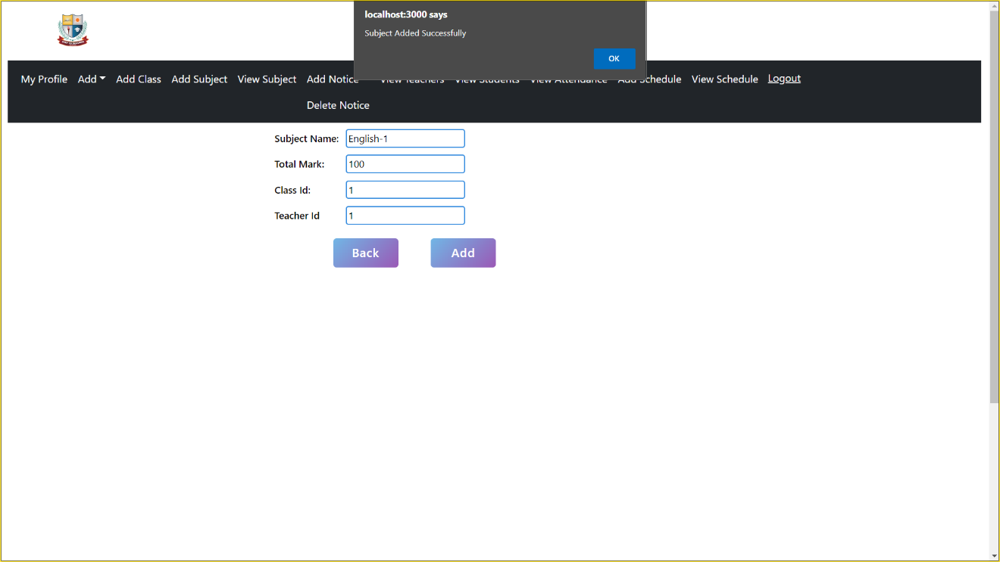 localhost:3000 says
Subject Added Successfully
OK
My Profile Add Add Class Add Subject View Subject Add Notice View Teachers View Students View Attendance Add Schedule View Schedule Logout
Delete Notice
Subject Name: English-1
Total Mark: 100
Class Id: 1
Teacher Id 1
Back Add